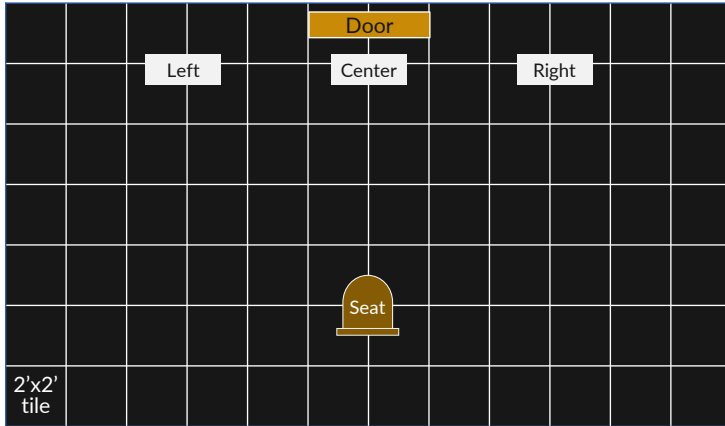 Door
Left
Center
Right
Seat
2’x2’
tile